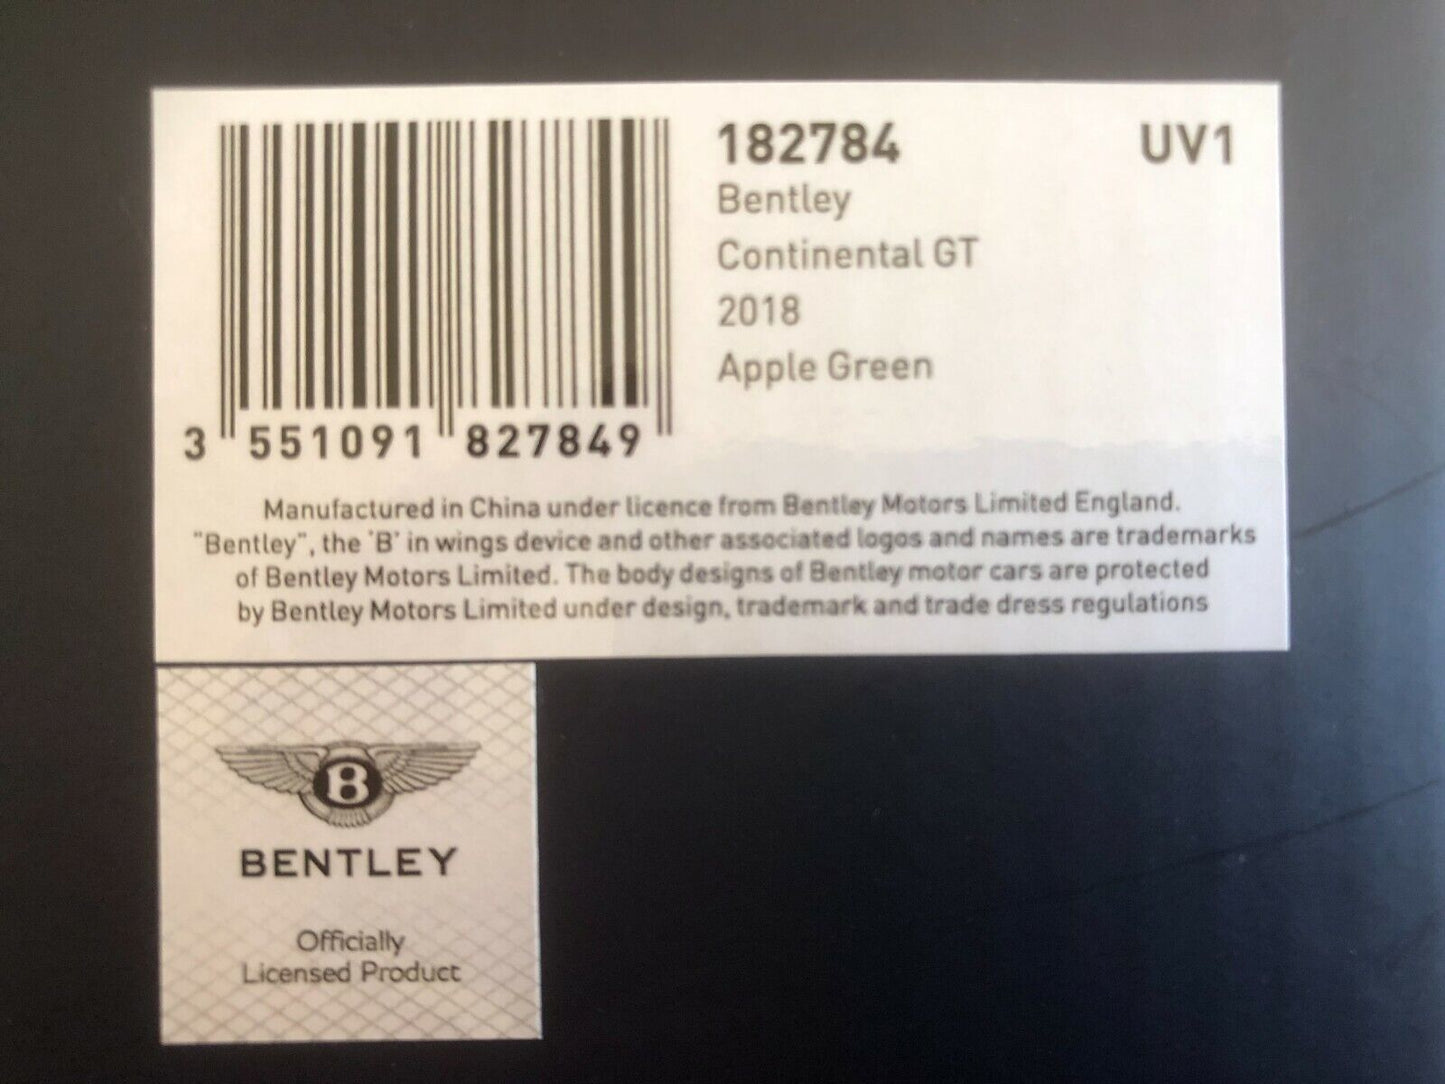 182784 UV1
Bentley
Continental GT
2018
Apple Green
3 551091 827849
Manufactured in China under licence from Bentley Motors Limited England.
"Bentley", the 'B' in wings device and other associated logos and names are trademarks
of Bentley Motors Limited. The body designs of Bentley motor cars are protected
by Bentley Motors Limited under design, trademark and trade dress regulations
B
BENTLEY
Officially
Licensed Product